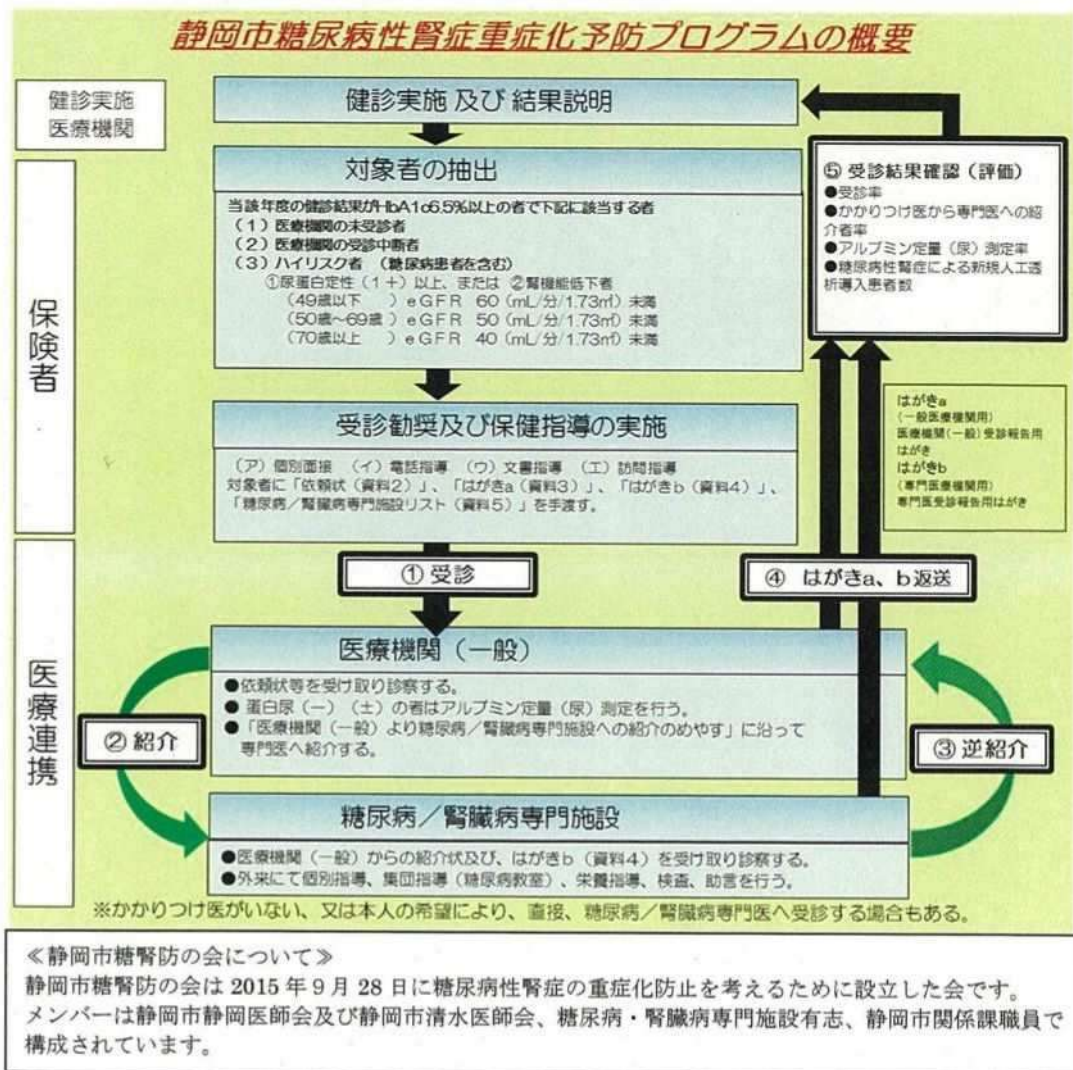 静岡市糖尿病性腎症重症化予防プログラムの概要
健診実施
医療機関
健診実施 及び 結果説明
対象者の抽出
当該年度の健診結果がHbA1c6.5%以上の者で下記に該当する者
(1)医療機関の未受診者
(2)医療機関の受診中断者
(3)ハイリスク者 (糖尿病患者を含む)
①尿蛋白定性(1+)以上、または ②腎機能低下者
(49歳以下 )eGFR 60(mL/分/1.73㎡)未満
(50歳~69歳)eGFR 50(mL/分/1.73㎡)未満
(70歳以上 )eGFR 40(mL/分/1.73㎡)未満
保険者
⑤ 受診結果確認(評価)
●受診率
●かかりつけ医から専門医への紹
介者率
●アルブミン定量(尿)測定率
●糖尿病性腎症による新規人工透
析導入患者数
受診勧奨及び保健指導の実施
(ア)個別面接 (イ)電話指導 (ウ)文書指導 (エ)訪問指導
対象者に「依頼状(資料2)」、「はがきa(資料3)」、「はがきb(資料4)」、
「糖尿病/腎臓病専門施設リスト(資料5)」を手渡す。
はがきa
(一般医療機関用)
医療機関(一般)受診報告用
はがき
はがきb
(専門医療機関用)
専門医受診報告用はがき
① 受診
④ はがきa、b返送
医療連携
医療機関(一般)
●依頼状等を受け取り診察する。
● 蛋白尿(-)(±)の者はアルブミン定量(尿)測定を行う。
●「医療機関(一般)より糖尿病/腎臓病専門施設への紹介のめやす」に沿って
専門医へ紹介する。
② 紹介
③ 逆紹介
糖尿病/腎臓病専門施設
●医療機関(一般)からの紹介状及び、はがきb(資料4)を受け取り診察する。
●外来にて個別指導、集団指導(糖尿病教室)、栄養指導、検査、助言を行う。
※かかりつけ医がいない、又は本人の希望により、直接、糖尿病/腎臓病専門医へ受診する場合もある。
≪静岡市糖腎防の会について≫
静岡市糖腎防の会は 2015 年 9 月 28 日に糖尿病性腎症の重症化防止を考えるために設立した会です。
メンバーは静岡市静岡医師会及び静岡市清水医師会、糖尿病・腎臓病専門施設有志、静岡市関係課職員で
構成されています。